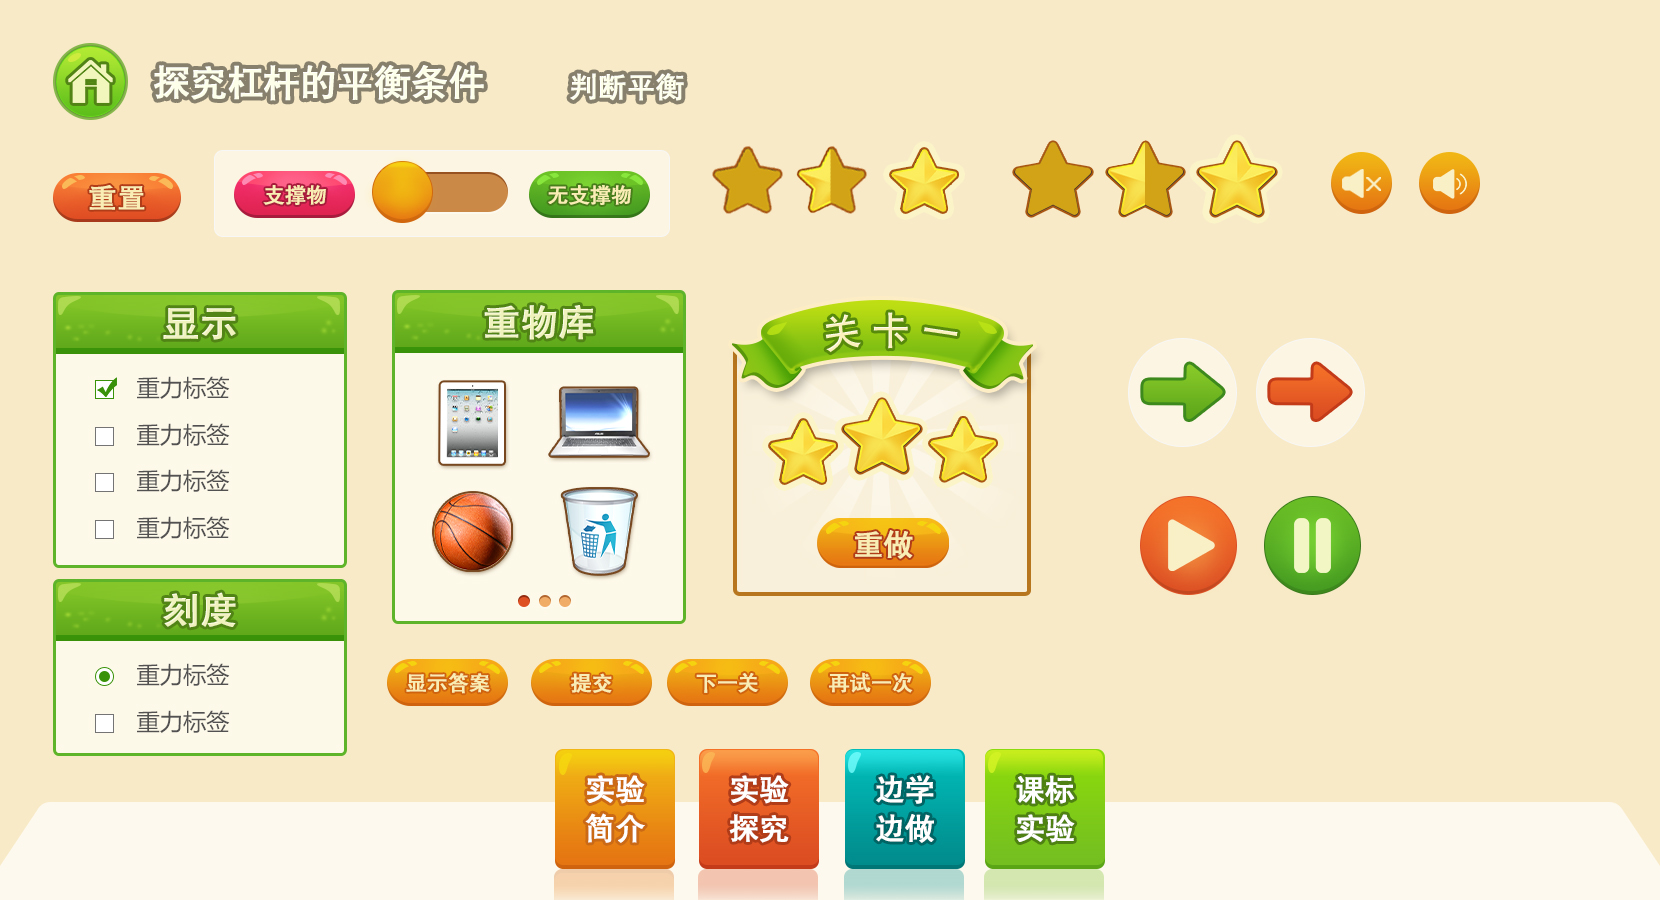 探究杠杆的平衡条件
判断平衡
重置
支撑物
无支撑物
显示
重力标签
重力标签
重力标签
重力标签
刻度
重力标签
重力标签
重物库
关卡一
重做
显示答案
提交
下一关
再试一次
实验
简介
实验
探究
边学
边做
课标
实验